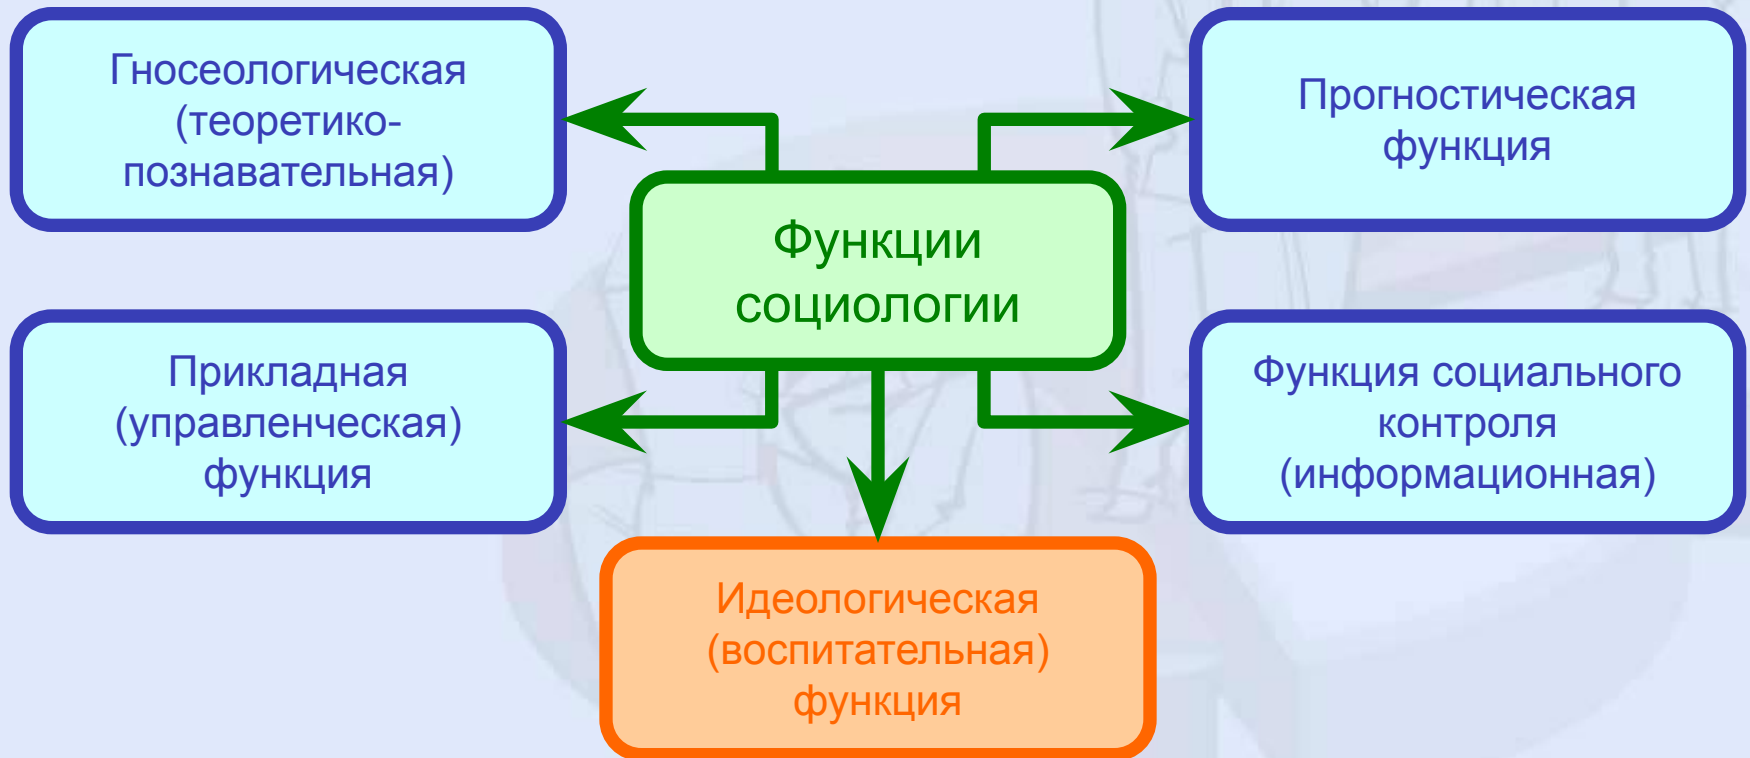 Гносеологическая
(теоретико-
познавательная)
Прогностическая
функция
Функции
социологии
Прикладная
(управленческая)
функция
Функция социального
контроля
(информационная)
Идеологическая
(воспитательная)
функция